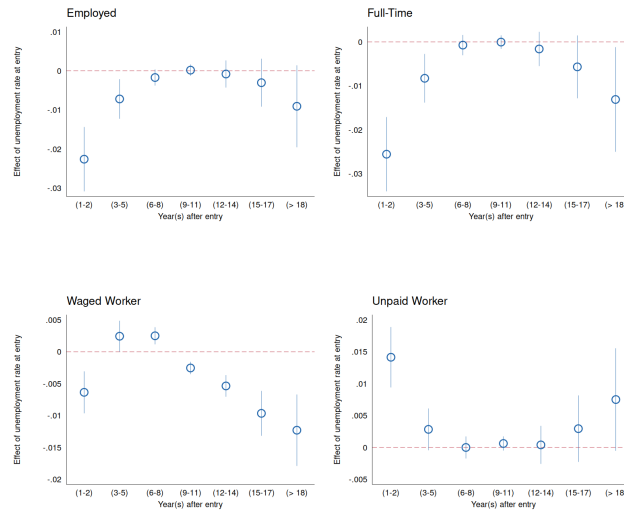 Employed
Effect of unemployment rate at entry
.01
0
-.01
-.02
-.03
(1-2) (3-5) (6-8) (9-11) (12-14) (15-17) (> 18)
Year(s) after entry
Full-Time
Effect of unemployment rate at entry
0
-.01
-.02
-.03
(1-2) (3-5) (6-8) (9-11) (12-14) (15-17) (> 18
Year(s) after entry
Waged Worker
Effect of unemployment rate at entry
.005
0
-.005
-.01
-.015
-.02
(1-2) (3-5) (6-8) (9-11) (12-14) (15-17) (> 18)
Year(s) after entry
Unpaid Worker
Effect of unemployment rate at entry
.02
.015
.01
.005
0
-.005
(1-2) (3-5) (6-8) (9-11) (12-14) (15-17) (> 18)
Year(s) after entry